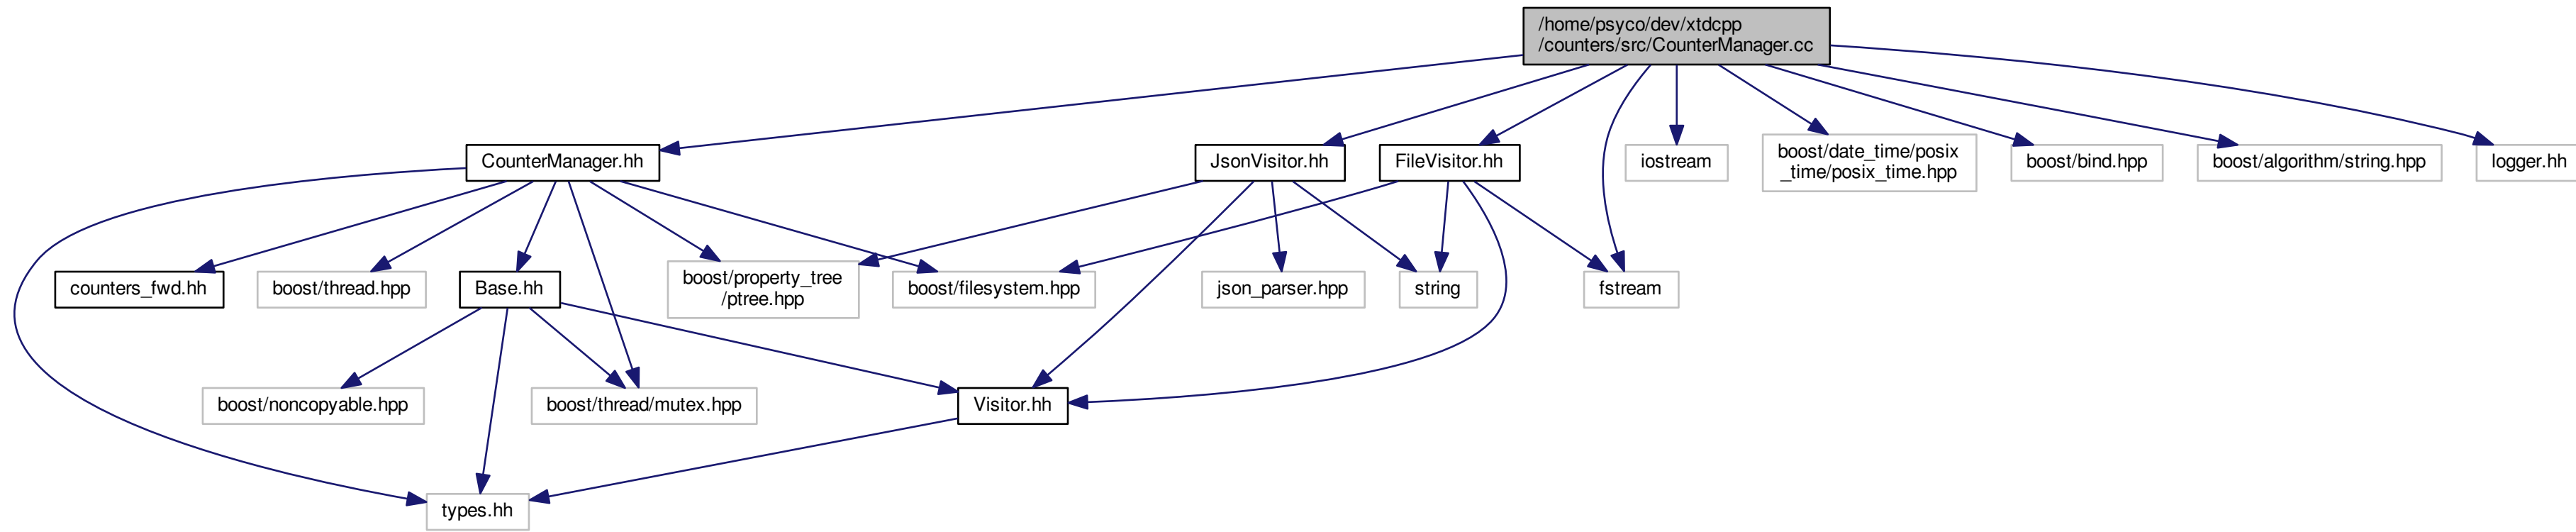 /home/psyco/dev/xtdcpp
/counters/src/CounterManager.cc
CounterManager.hh
JsonVisitor.hh
FileVisitor.hh
iostream
boost/date_time/posix
_time/posix_time.hpp
boost/bind.hpp
boost/algorithm/string.hpp
logger.hh
counters_fwd.hh
boost/thread.hpp
Base.hh
boost/property_tree
/ptree.hpp
boost/filesystem.hpp
json_parser.hpp
string
fstream
boost/noncopyable.hpp
boost/thread/mutex.hpp
Visitor.hh
types.hh